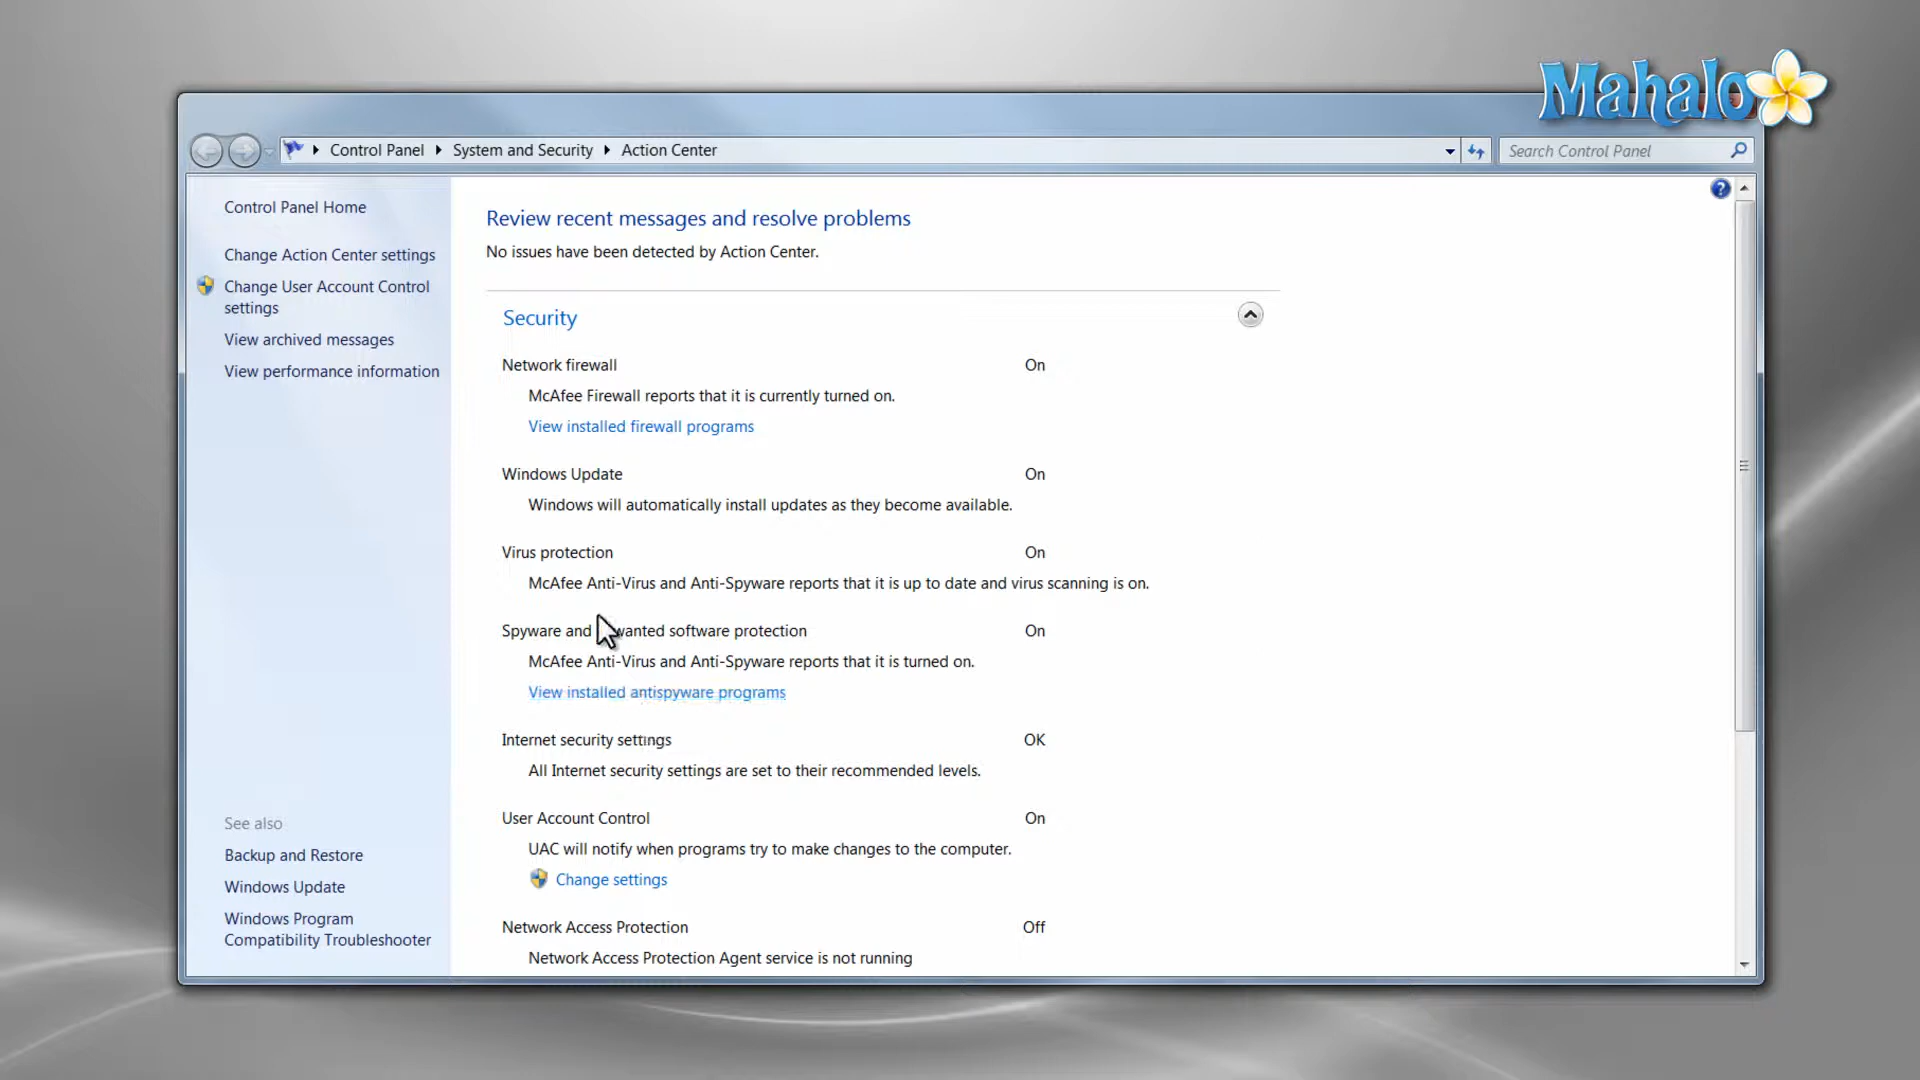 Mahalo
Control Panel System and Security Action Center
Search Control Panel
Control Panel Home
Change Action Center settings
Change User Account Control
settings
View archived messages
View performance information
See also
Backup and Restore
Windows Update
Windows Program
Compatibility Troubleshooter
Review recent messages and resolve problems
No issues have been detected by Action Center.
Security
Network firewall On
McAfee Firewall reports that it is currently turned on.
View installed firewall programs
Windows Update On
Windows will automatically install updates as they become available.
Virus protection On
McAfee Anti-Virus and Anti-Spyware reports that it is up to date and virus scanning is on.
Spyware and unwanted software protection On
McAfee Anti-Virus and Anti-Spyware reports that it is turned on.
View installed antispyware programs
Internet security settings OK
All Internet security settings are set to their recommended levels.
User Account Control On
UAC will notify when programs try to make changes to the computer.
Change settings
Network Access Protection Off
Network Access Protection Agent service is not running